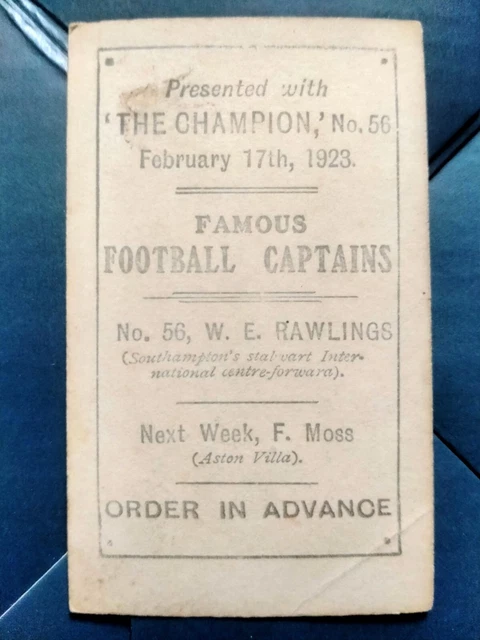 Presented with
'THE CHAMPION,' No. 56
February 17th, 1923.
FAMOUS
FOOTBALL CAPTAINS
No. 56, W. E. RAWLINGS
(Southampton's stalwart Inter-
national centre-forward).
Next Week, F. Moss
(Aston Villa).
ORDER IN ADVANCE